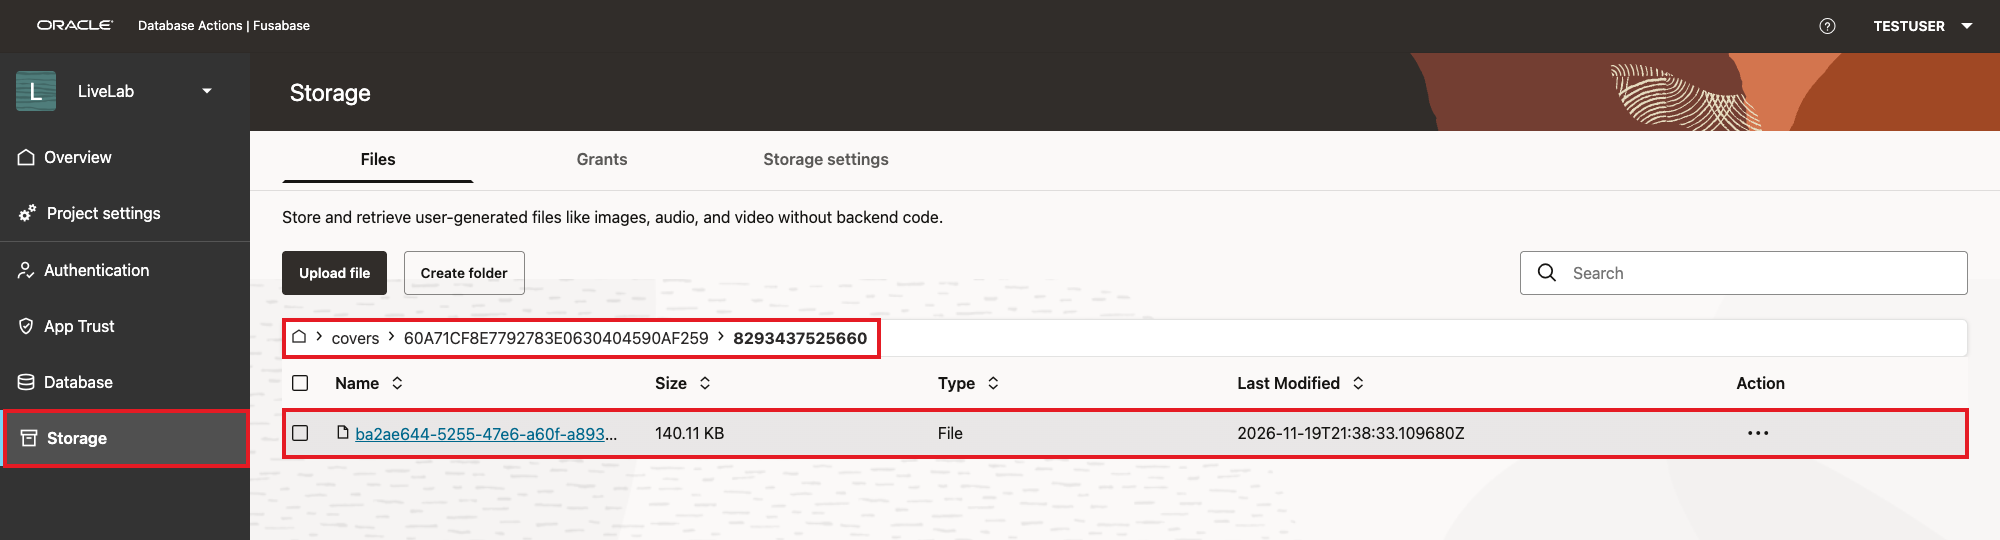 ORACLE Database Actions | Fusabase
? TESTUSER
L LiveLab
Storage
Overview
Project settings
Authentication
App Trust
Database
Storage
Files Grants Storage settings
Store and retrieve user-generated files like images, audio, and video without backend code.
Upload file Create folder Search
covers > 60A71CF8E7792783E0630404590AF259 > 8293437525660
Name Size Type Last Modified Action
ba2ae644-5255-47e6-a60f-a893... 140.11 KB File 2026-11-19T21:38:33.109680Z